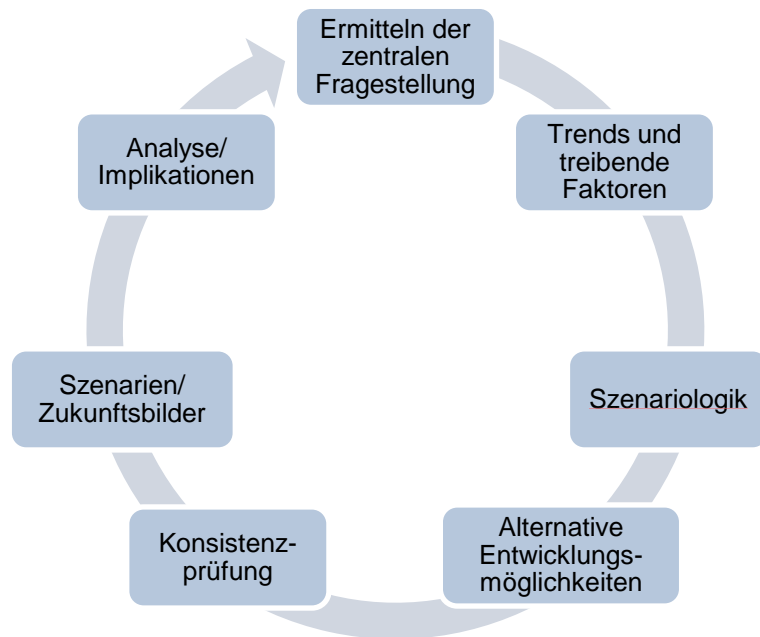 Ermitteln der
zentralen
Fragestellung
Trends und
treibende
Faktoren
Szenariologik
Alternative
Entwicklungs-
möglichkeiten
Konsistenz-
prüfung
Szenarien/
Zukunftsbilder
Analyse/
Implikationen